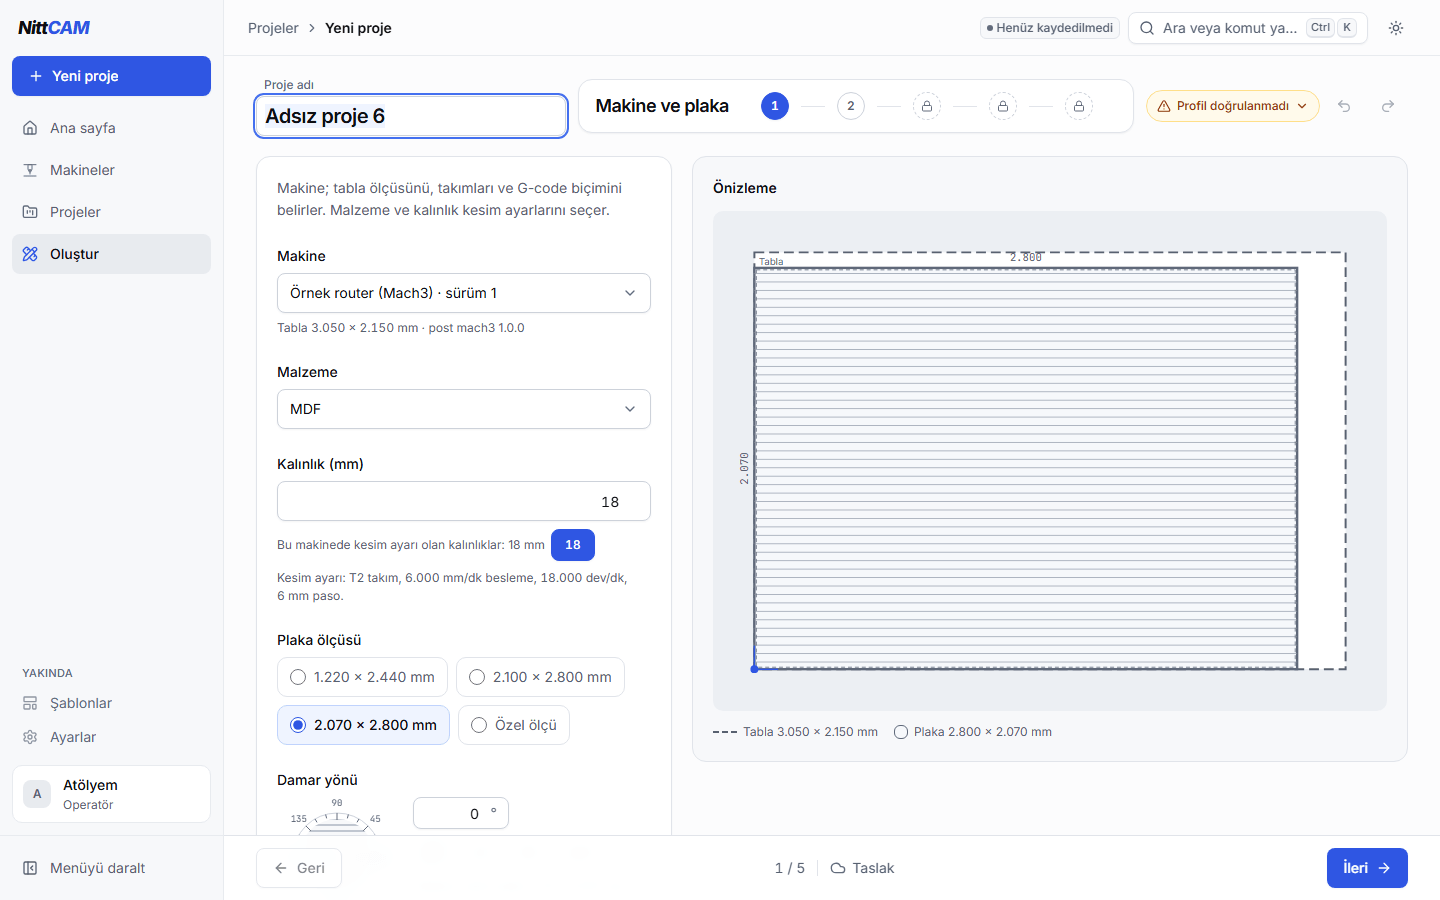 NittCAM
Yeni proje
Ana sayfa
Makineler
Projeler
Oluştur
YAKINDA
Şablonlar
Ayarlar
A
Atölyem
Operatör
Menüyü daralt
Projeler
Yeni proje
Henüz kaydedilmedi
Ara veya komut ya...
Ctrl
K
Proje adı
Adsız proje 6
Makine ve plaka
1
2
Profil doğrulanmadı
Makine; tabla ölçüsünü, takımları ve G-code biçimini
belirler. Malzeme ve kalınlık kesim ayarlarını seçer.
Makine
Örnek router (Mach3) · sürüm 1
Tabla 3.050 × 2.150 mm · post mach3 1.0.0
Malzeme
MDF
Kalınlık (mm)
18
Bu makinede kesim ayarı olan kalınlıklar: 18 mm
18
Kesim ayarı: T2 takım, 6.000 mm/dk besleme, 18.000 dev/dk,
6 mm paso.
Plaka ölçüsü
1.220 × 2.440 mm
2.100 × 2.800 mm
2.070 × 2.800 mm
Özel ölçü
Damar yönü
90
135
45
0 °
Önizleme
Tabla
2.800
2.070
Tabla 3.050 × 2.150 mm
Plaka 2.800 × 2.070 mm
Geri
1 / 5
Taslak
İleri